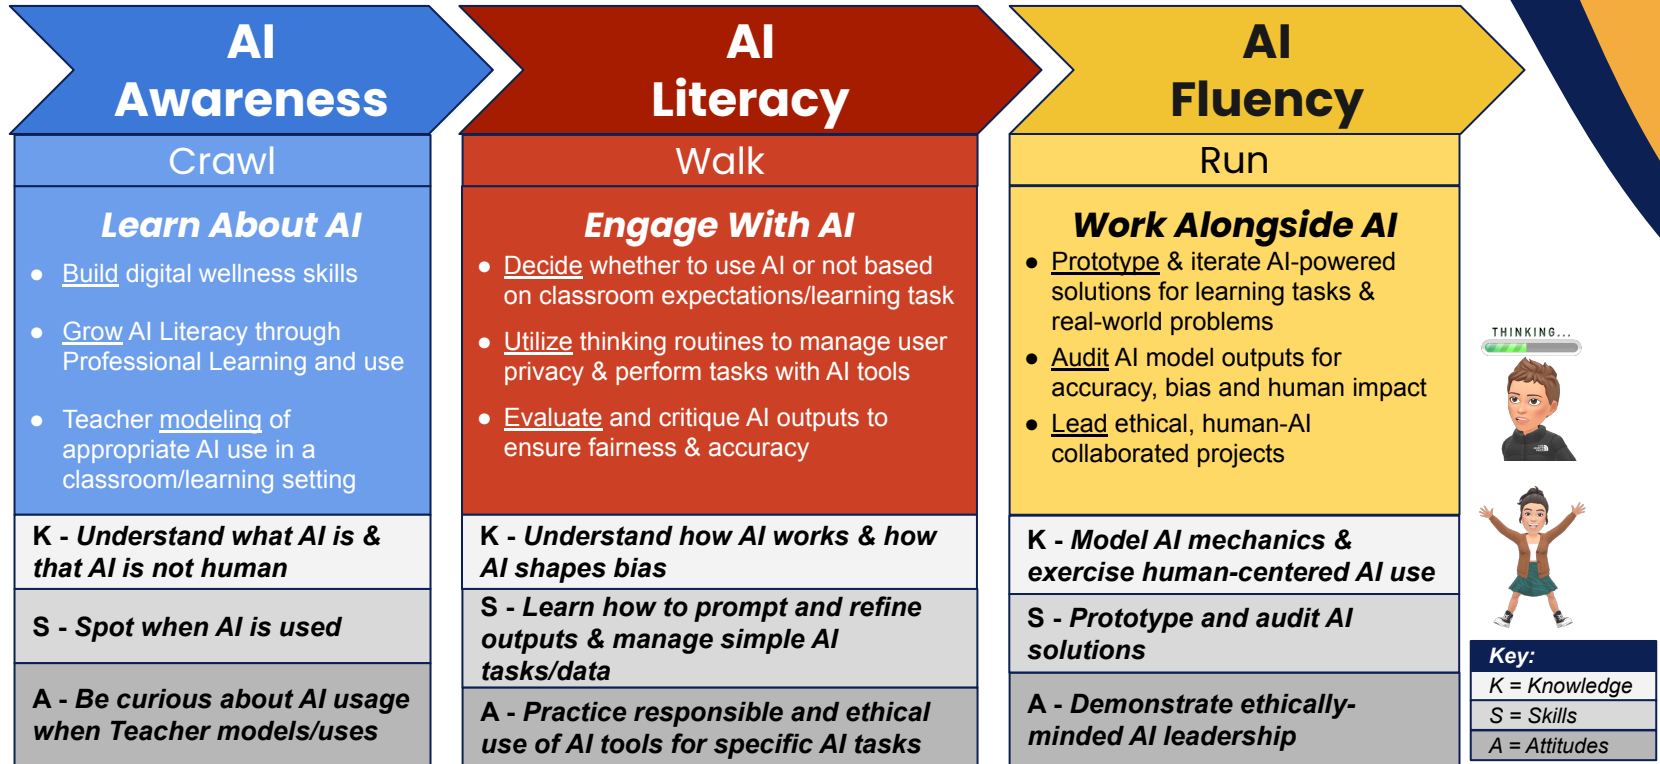 AI
Awareness
Crawl
Learn About AI
● Build digital wellness skills
● Grow AI Literacy through
Professional Learning and use
● Teacher modeling of
appropriate AI use in a
classroom/learning setting
K - Understand what AI is &
that AI is not human
S - Spot when AI is used
A - Be curious about AI usage
when Teacher models/uses
AI
Literacy
Walk
Engage With AI
● Decide whether to use AI or not based
on classroom expectations/learning task
● Utilize thinking routines to manage user
privacy & perform tasks with AI tools
● Evaluate and critique AI outputs to
ensure fairness & accuracy
K - Understand how AI works & how
AI shapes bias
S - Learn how to prompt and refine
outputs & manage simple AI
tasks/data
A - Practice responsible and ethical
use of AI tools for specific AI tasks
AI
Fluency
Run
Work Alongside AI
● Prototype & iterate AI-powered
solutions for learning tasks &
real-world problems
● Audit AI model outputs for
accuracy, bias and human impact
● Lead ethical, human-AI
collaborated projects
K - Model AI mechanics &
exercise human-centered AI use
S - Prototype and audit AI
solutions
A - Demonstrate ethically-
minded AI leadership
THINKING...
Key:
K = Knowledge
S = Skills
A = Attitudes